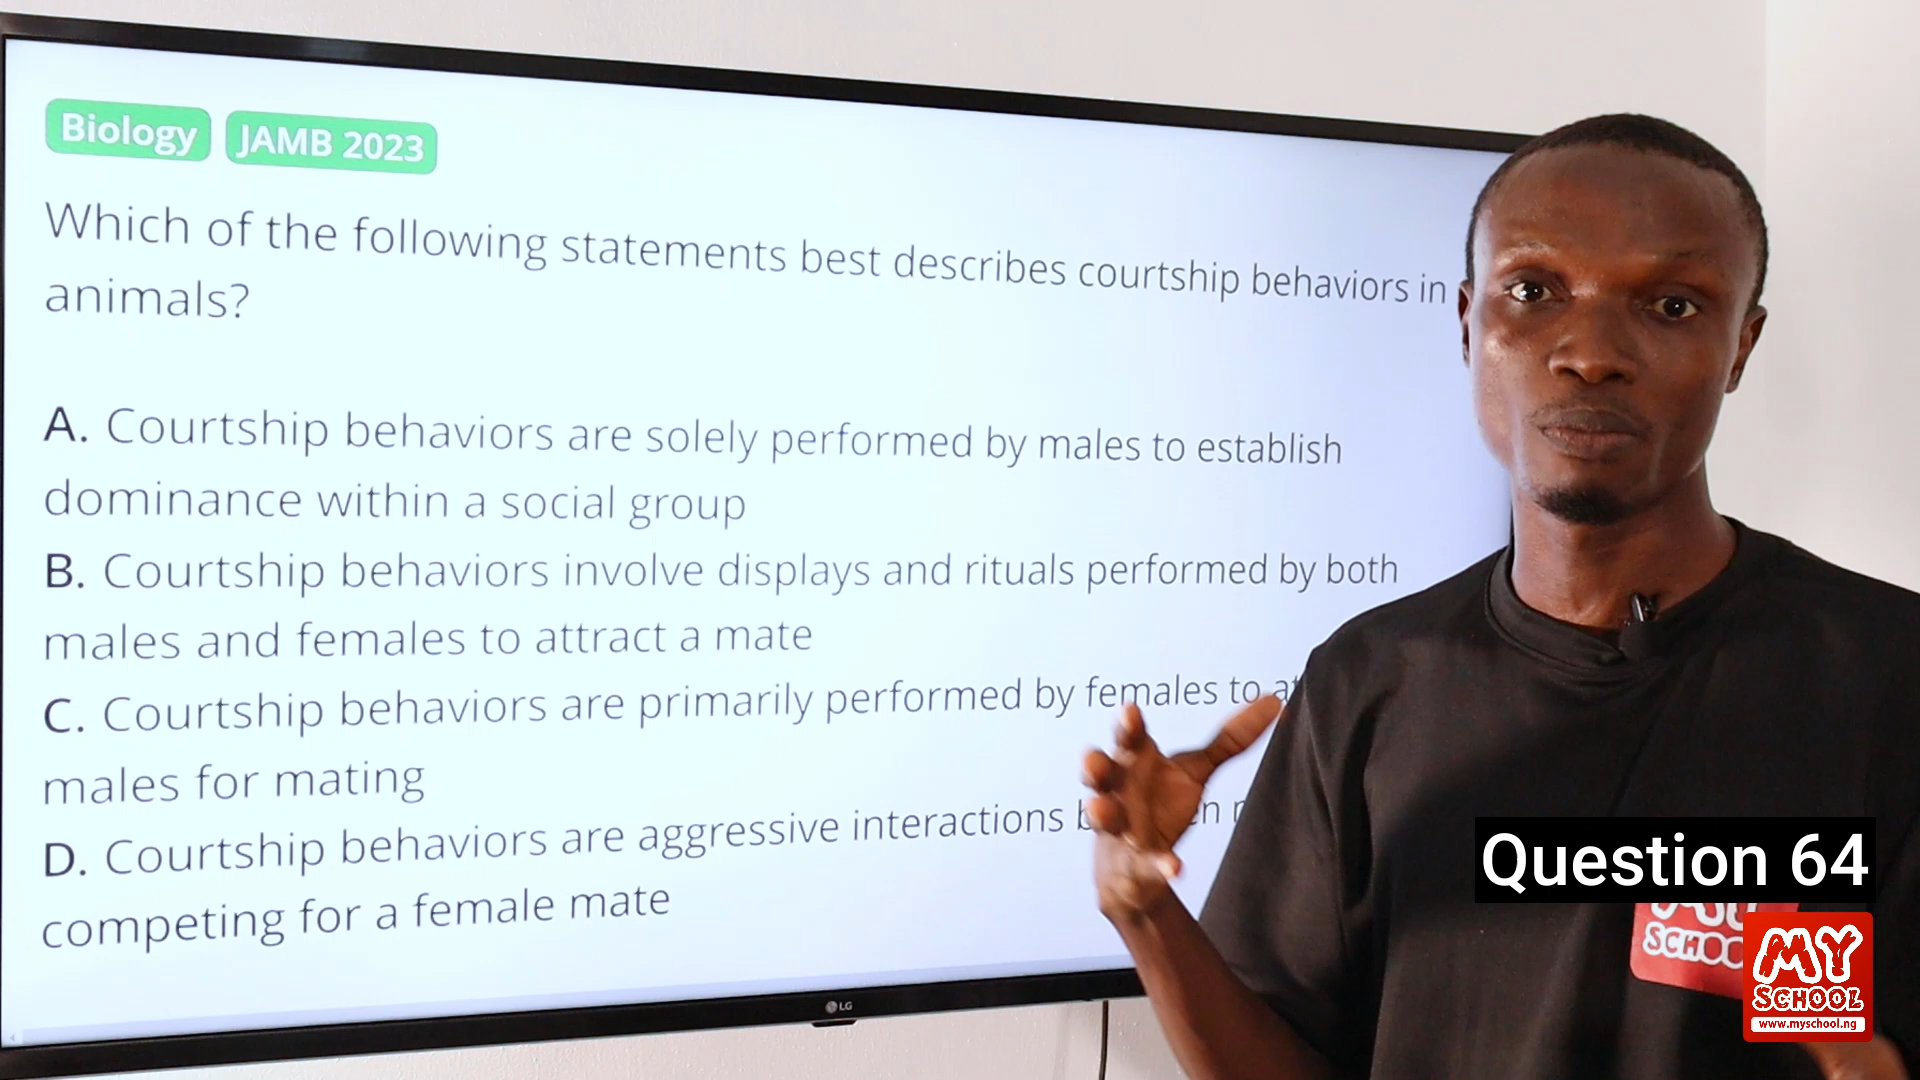 Biology JAMB 2023
Which of the following statements best describes courtship behaviors in
animals?
A. Courtship behaviors are solely performed by males to establish
dominance within a social group
B. Courtship behaviors involve displays and rituals performed by both
males and females to attract a mate
C. Courtship behaviors are primarily performed by females to
males for mating
D. Courtship behaviors are aggressive interactions
competing for a female mate
LG
Question 64
SCHOO
MY
SCHOOL
www.myschool.ng